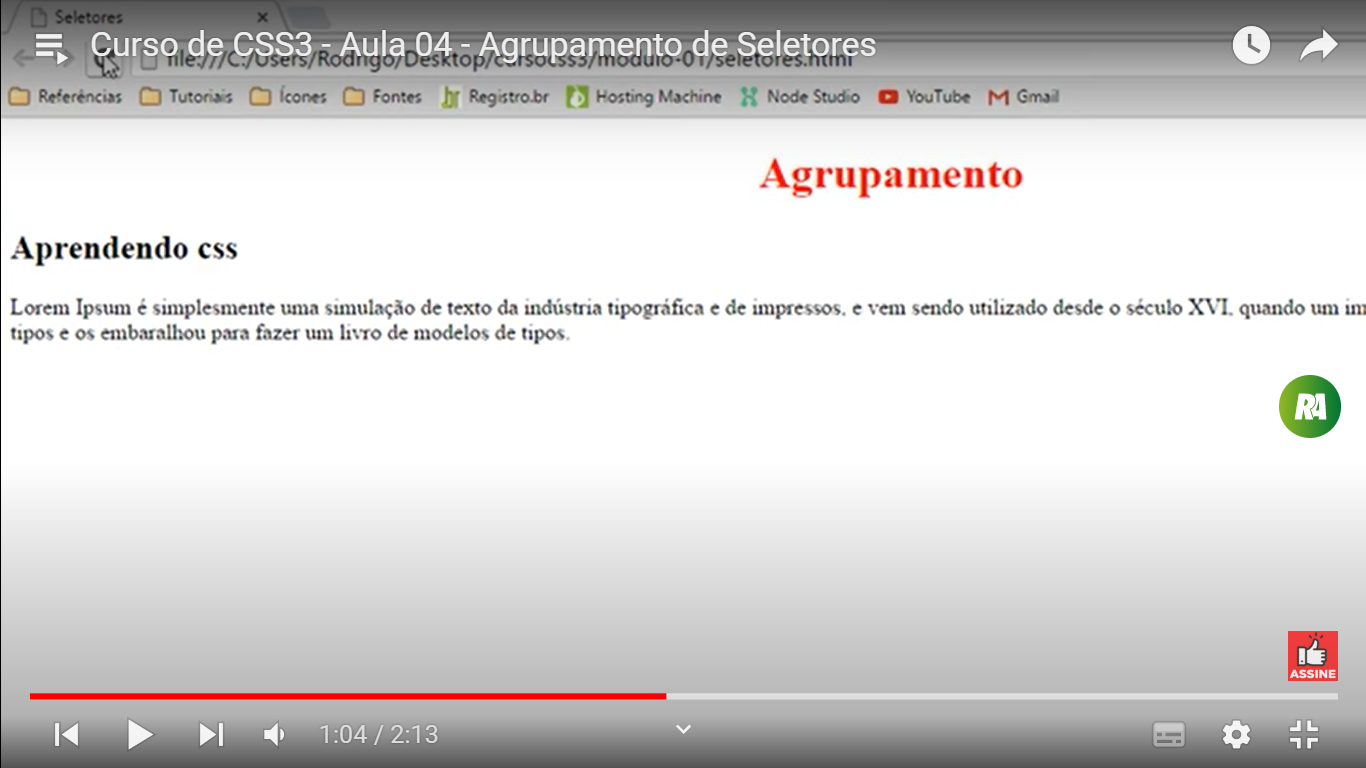 Seletores
Curso de CSS3 - Aula 04 - Agrupamento de Seletores
file:///C:/Users/Rodrigo/Desktop/cursocss3/modulo-01/seletores.html
Referências Tutoriais Ícones Fontes Registro.br Hosting Machine Node Studio YouTube Gmail
Agrupamento
Aprendendo css
Lorem Ipsum é simplesmente uma simulação de texto da indústria tipográfica e de impressos, e vem sendo utilizado desde o século XVI, quando um im
tipos e os embaralhou para fazer um livro de modelos de tipos.
RA
ASSINE
1:04 / 2:13